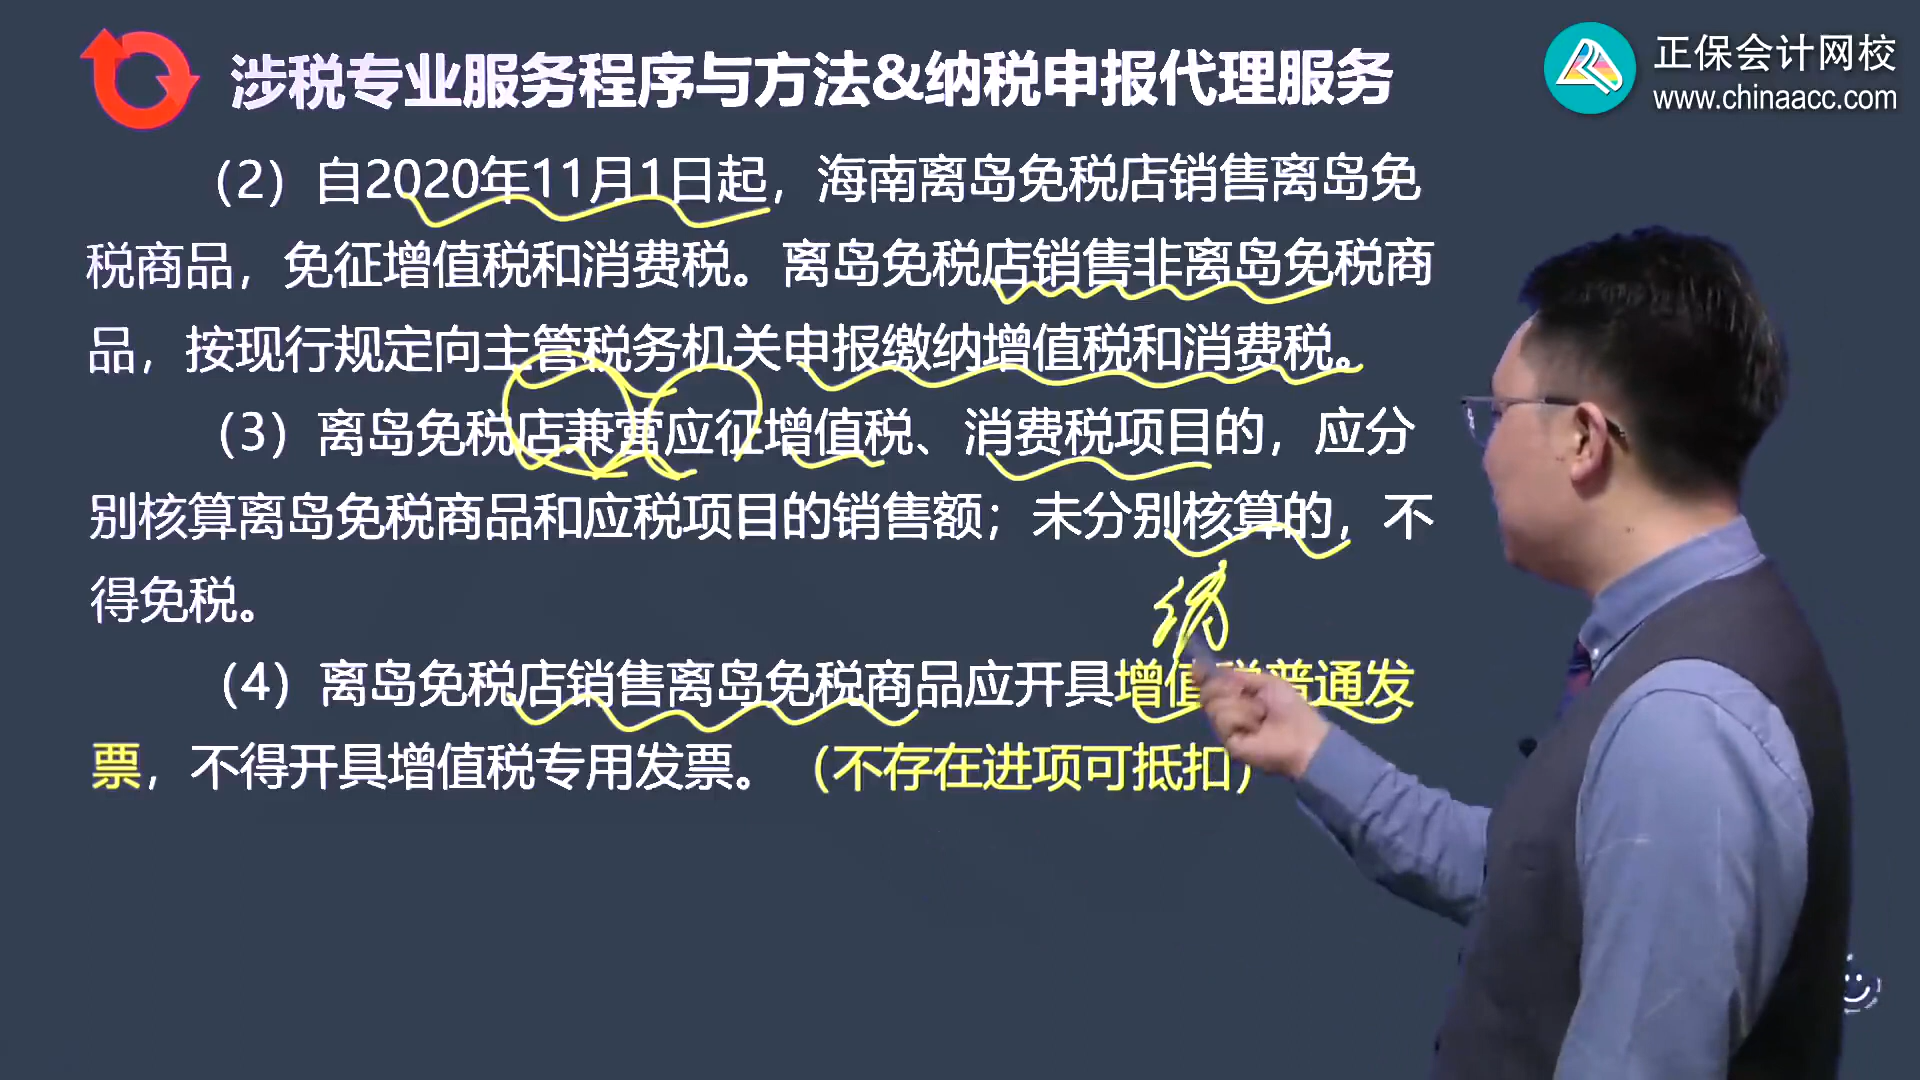 涉税专业服务程序与方法&纳税申报代理服务
正保会计网校
www.chinaacc.com
（2）自2020年11月1日起，海南离岛免税店销售离岛免
税商品，免征增值税和消费税。离岛免税店销售非离岛免税商
品，按现行规定向主管税务机关申报缴纳增值税和消费税。
（3）离岛免税店兼营应征增值税、消费税项目的，应分
别核算离岛免税商品和应税项目的销售额；未分别核算的，不
得免税。
（4）离岛免税店销售离岛免税商品应开具增值税普通发
票，不得开具增值税专用发票。（不存在进项可抵扣）